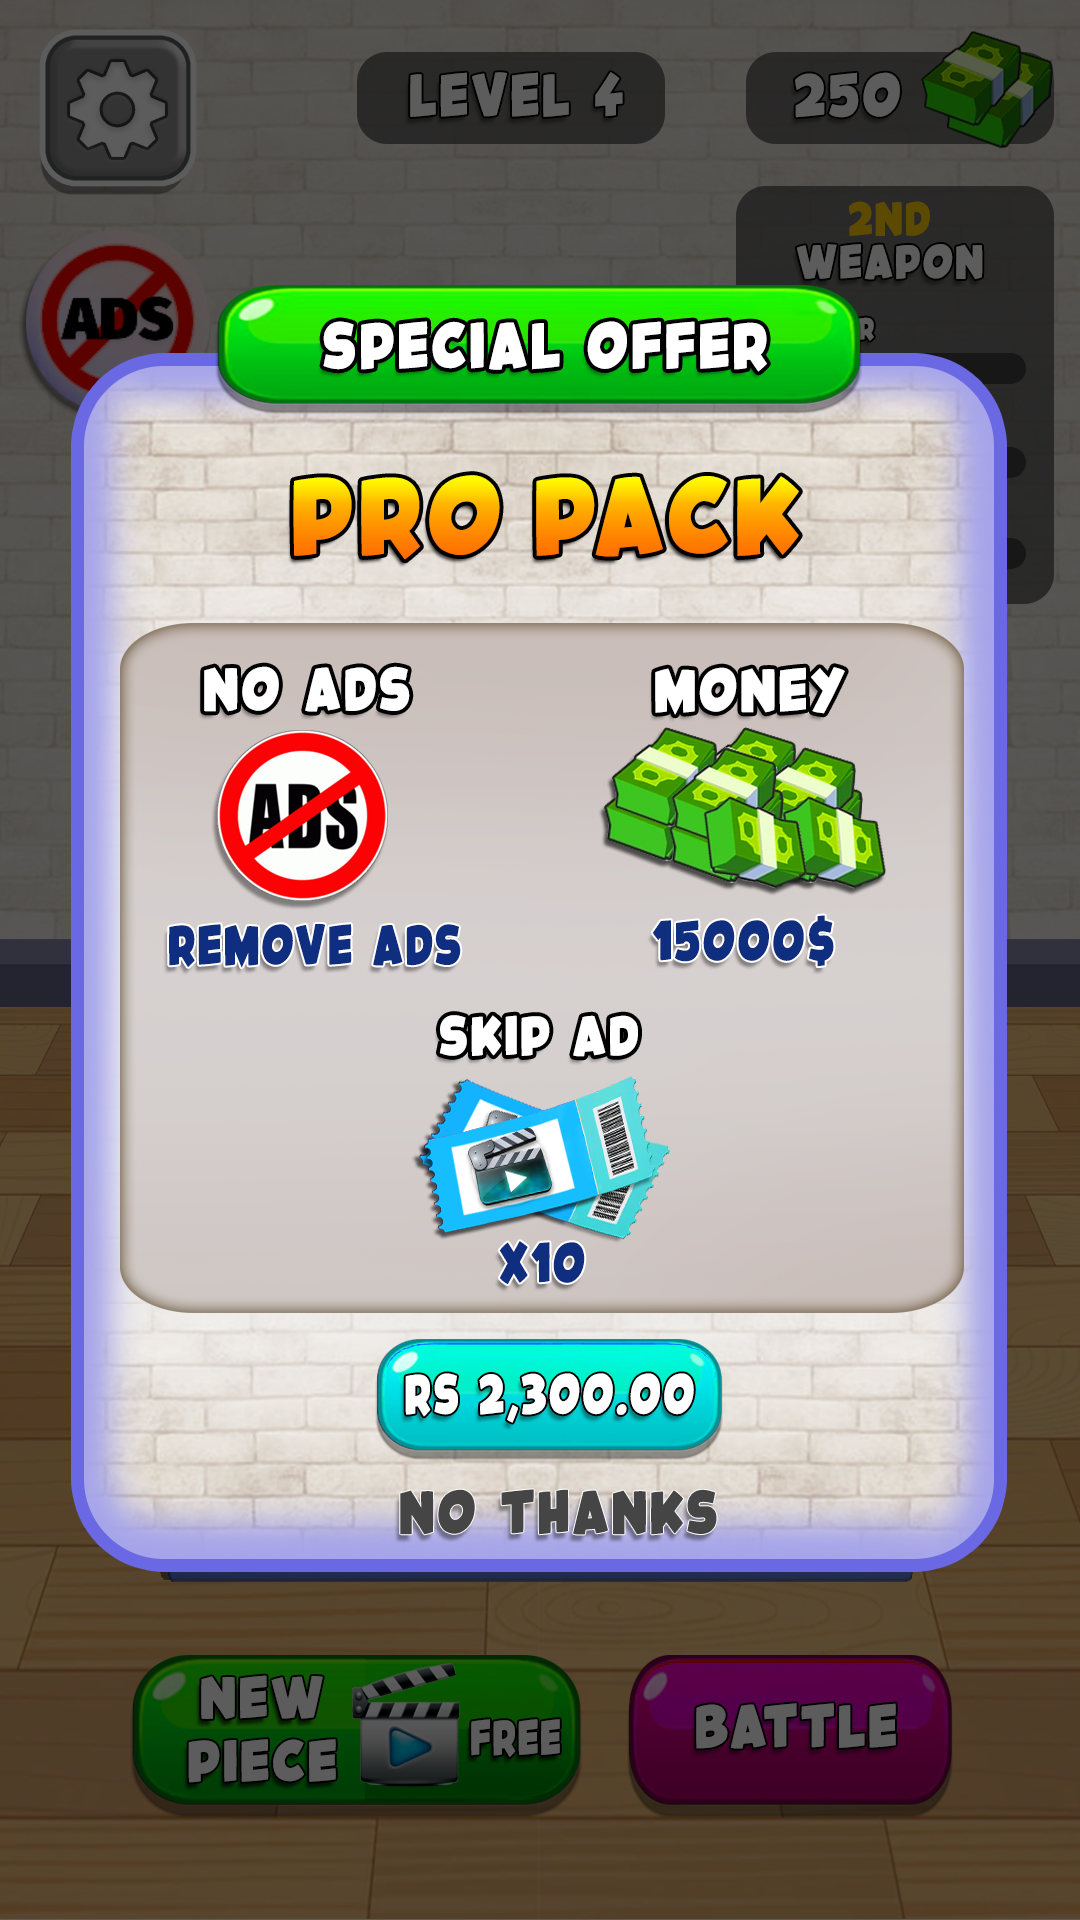 LEVEL 4
250
2ND
WEAPON
ADS
SPECIAL OFFER
PRO PACK
NO ADS
MONEY
ADS
REMOVE ADS
15000$
SKIP AD
X10
RS 2,300.00
NO THANKS
NEW
PIECE
FREE
BATTLE